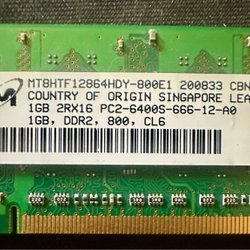 MT8HTF12864HDY-800E1 200833 CBN
COUNTRY OF ORIGIN SINGAPORE LEA
1GB 2RX16 PC2-6400S-666-12-A0
1GB, DDR2, 800, CL6